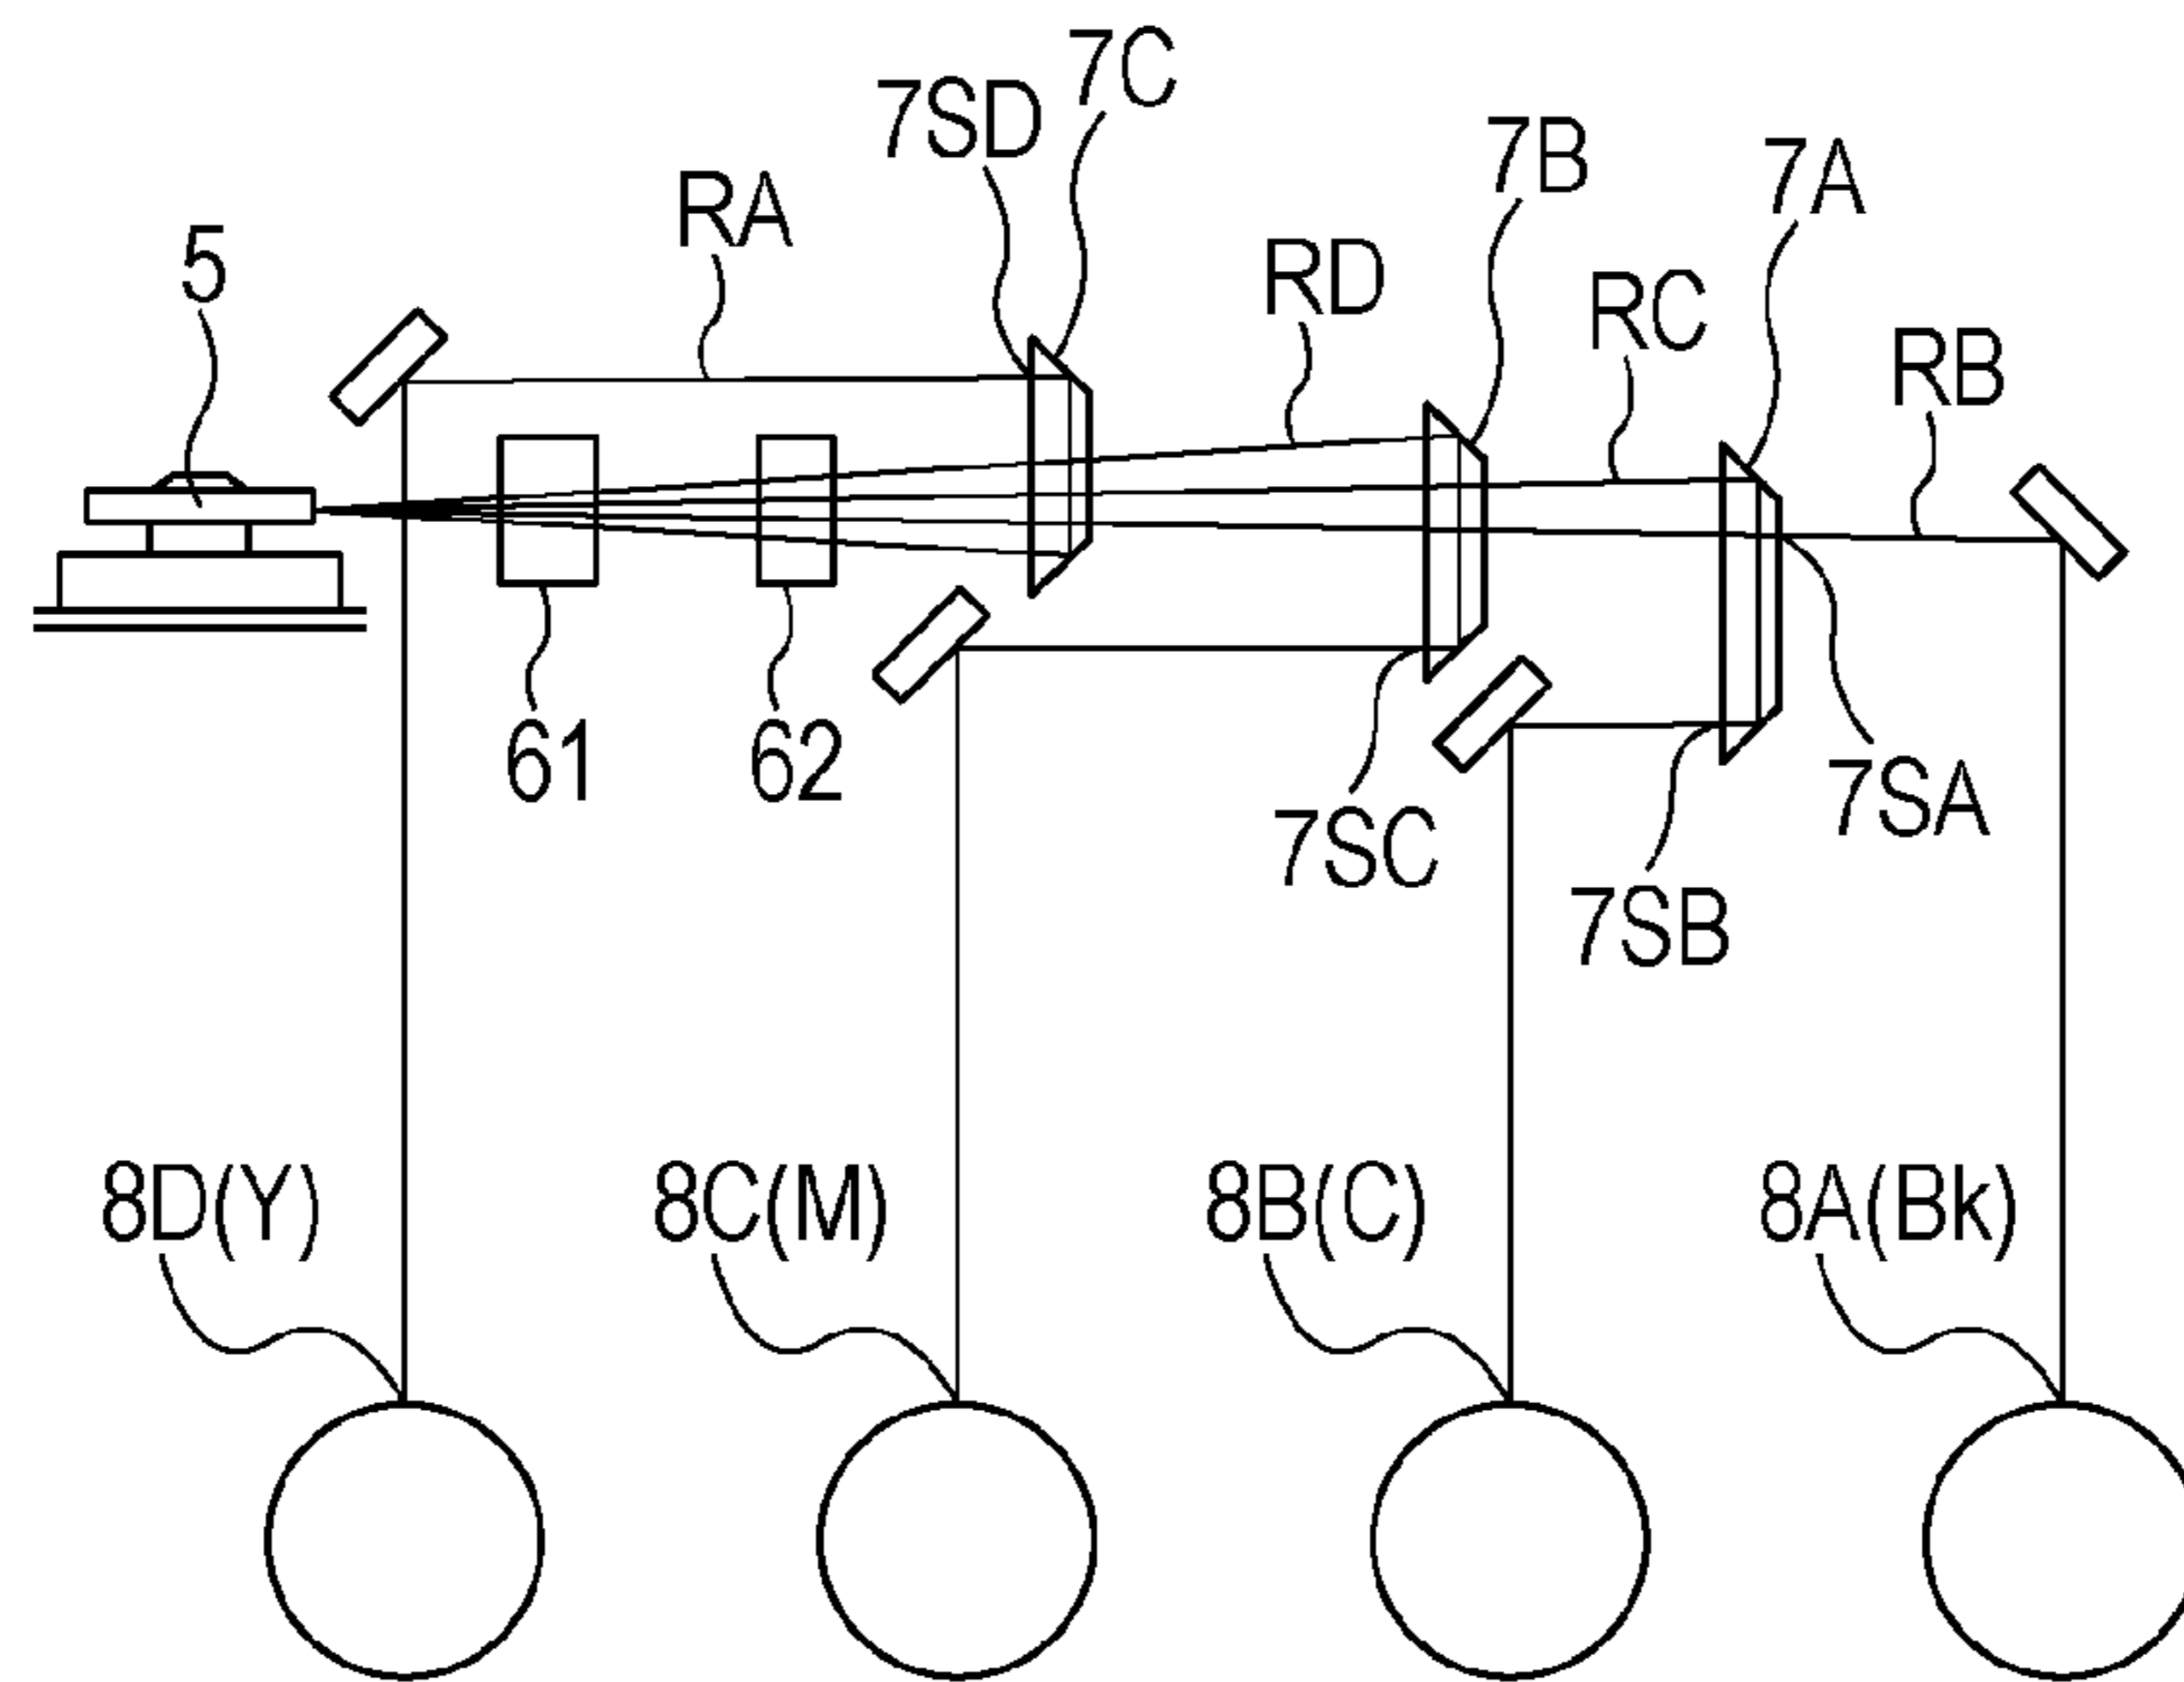 7C
7SD
7B
7A
RA
5
RD
RC
RB
61
62
7SA
7SC
7SB
8D(Y)
8C(M)
8B(C)
8A(Bk)